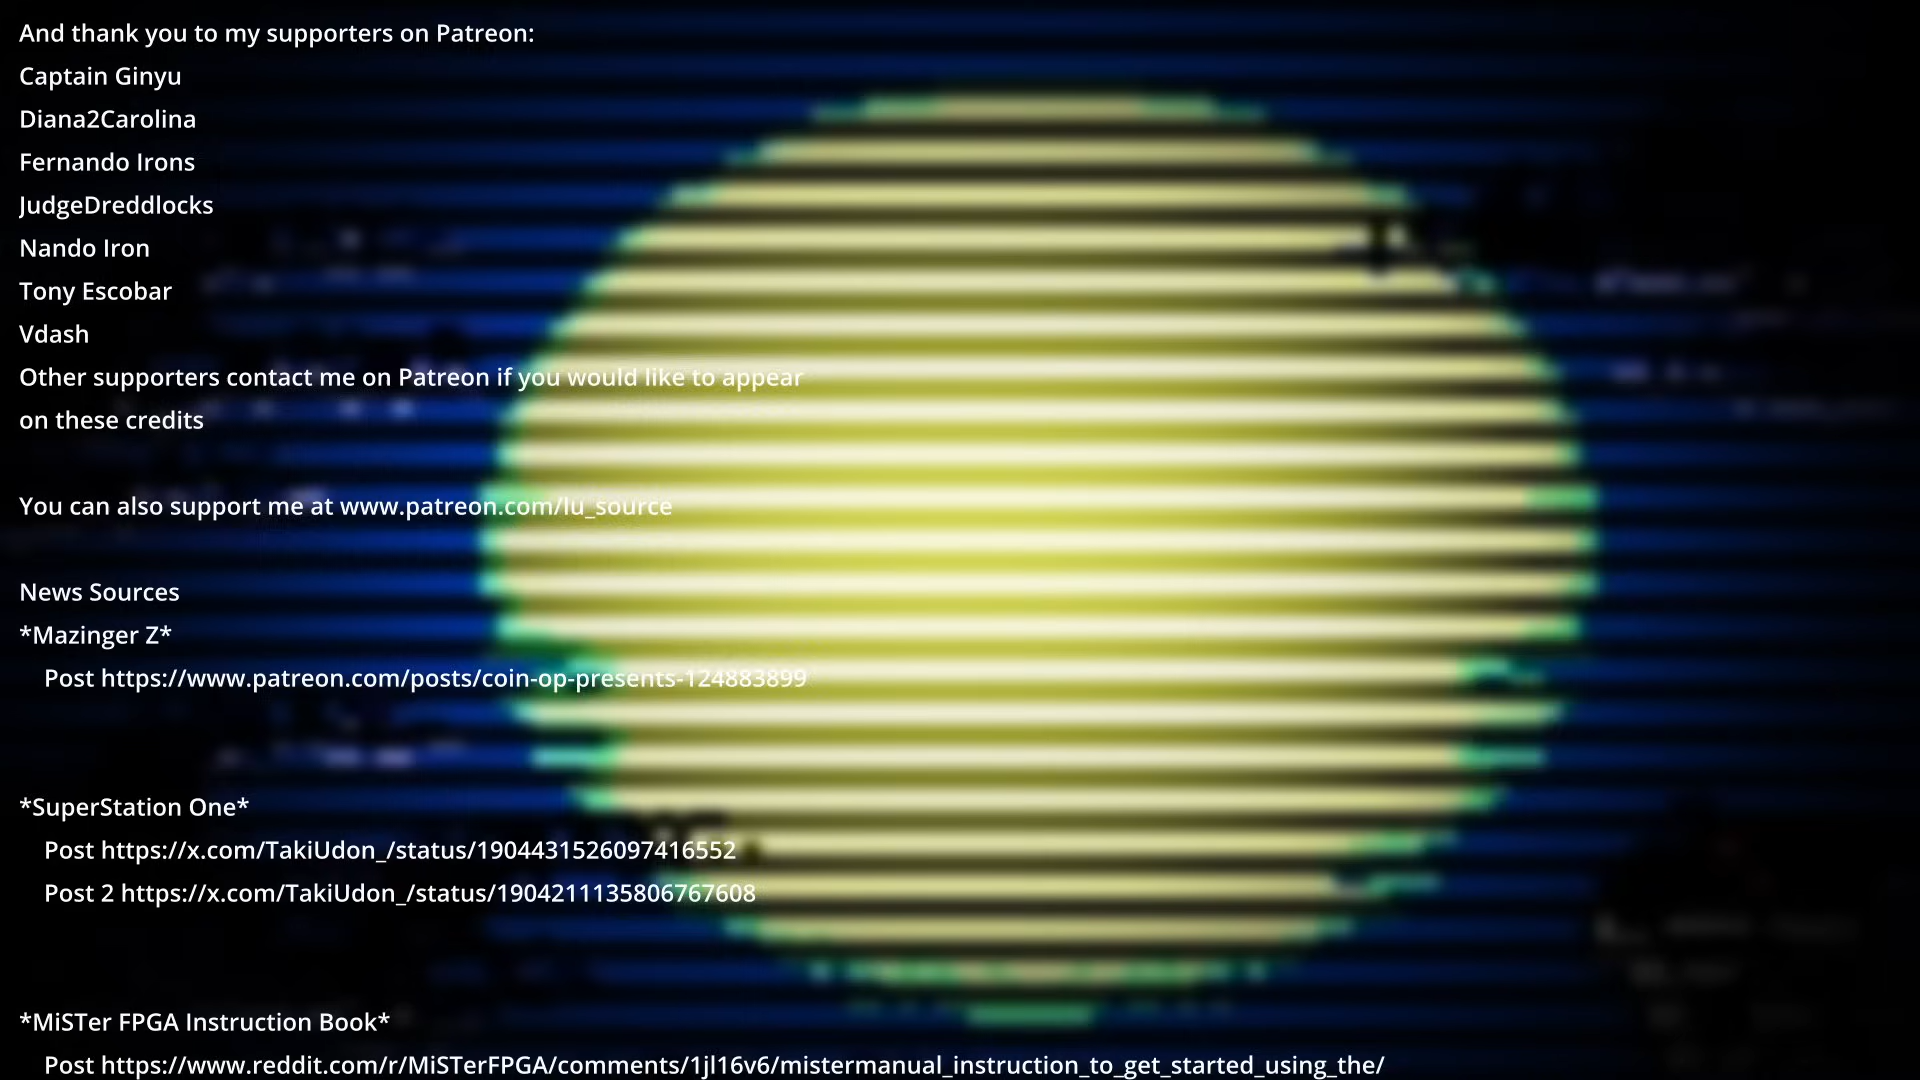 And thank you to my supporters on Patreon:
Captain Ginyu
Diana2Carolina
Fernando Irons
JudgeDreddlocks
Nando Iron
Tony Escobar
Vdash
Other supporters contact me on Patreon if you would like to appear
on these credits
You can also support me at www.patreon.com/lu_source
News Sources
*Mazinger Z*
Post https://www.patreon.com/posts/coin-op-presents-124883899
*SuperStation One*
Post https://x.com/TakiUdon_/status/1904431526097416552
Post 2 https://x.com/TakiUdon_/status/1904211135806767608
*MiSTer FPGA Instruction Book*
Post https://www.reddit.com/r/MiSTerFPGA/comments/1jl16v6/mistermanual_instruction_to_get_started_using_the/